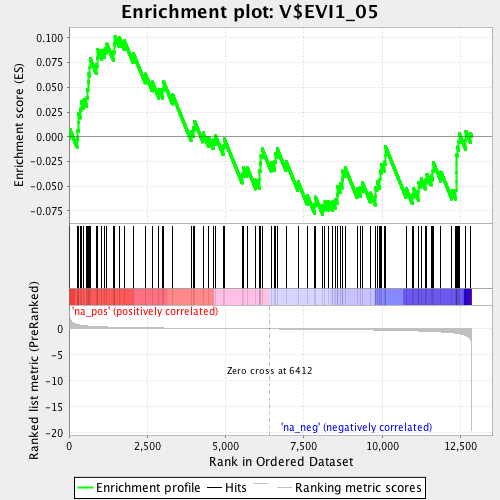 Enrichment plot: V$EVI1_05
Enrichment score (ES)
0.100
0.075
0.050
0.025
0.000
-0.025
-0.050
-0.075
'na_pos' (positively correlated)
Ranked list metric (PreRanked)
0
-5
-10
-15
-20
Zero cross at 6412
'na_neg' (negatively correlated)
0
2,500
5,000
7,500
10,000
12,500
Rank in Ordered Dataset
Enrichment profile
Hits
Ranking metric scores